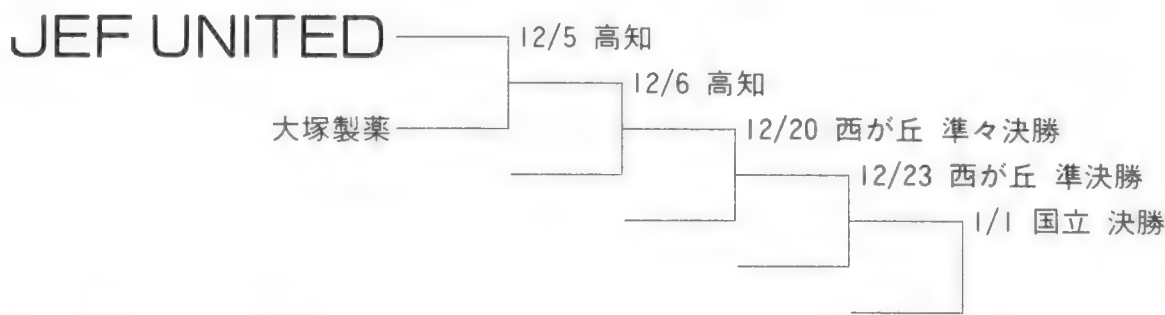 JEF UNITED
12/5 高知
12/6 高知
大塚製薬
12/20 西が丘 準々決勝
12/23 西が丘 準決勝
1/1 国立 決勝